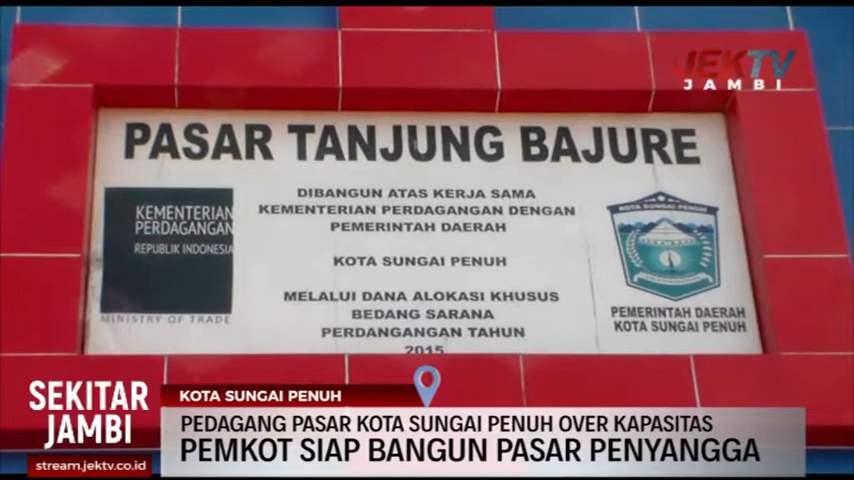 JEKTV
JAMBI
PASAR TANJUNG BAJURE
KEMENTERIAN
PERDAGANGAN
REPUBLIK INDONESIA
MINISTRY OF TRADE
DIBANGUN ATAS KERJA SAMA
KEMENTERIAN PERDAGANGAN DENGAN
PEMERINTAH DAERAH
KOTA SUNGAI PENUH
MELALUI DANA ALOKASI KHUSUS
BEDANG SARANA
PERDANGANGAN TAHUN
2015
KOTA SUNGAI PENUH
PEMERINTAH DAERAH
KOTA SUNGAI PENUH
SEKITAR
JAMBI
stream.jektv.co.id
KOTA SUNGAI PENUH
PEDAGANG PASAR KOTA SUNGAI PENUH OVER KAPASITAS
PEMKOT SIAP BANGUN PASAR PENYANGGA